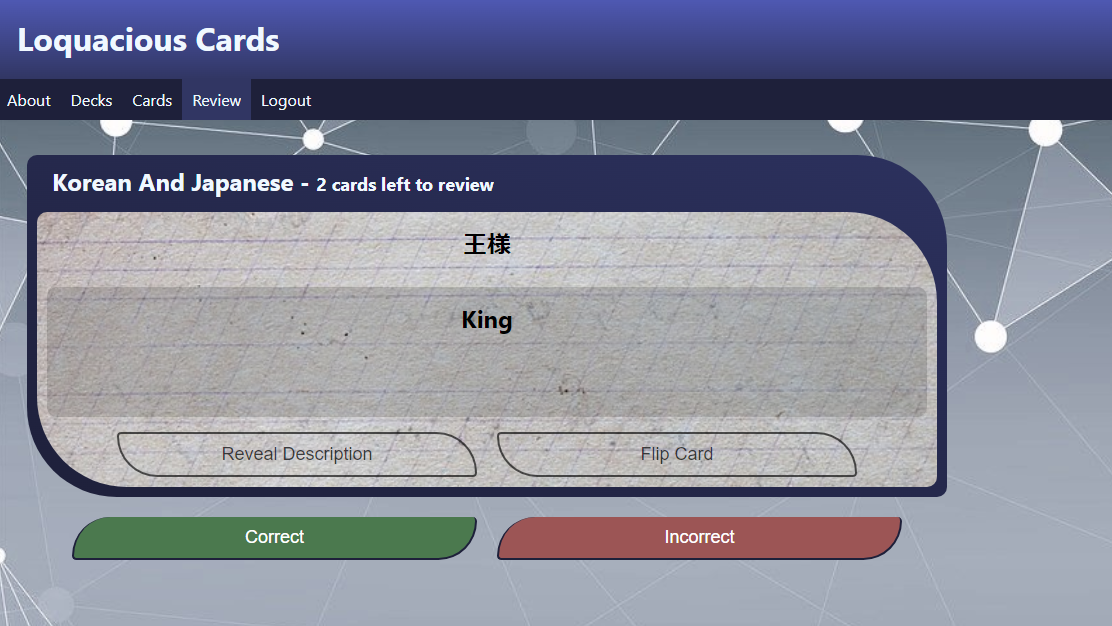 Loquacious Cards
About Decks Cards Review Logout
Korean And Japanese - 2 cards left to review
王様
King
Reveal Description Flip Card
Correct Incorrect